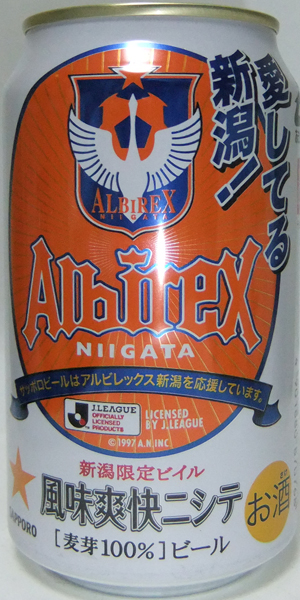 愛してる
新潟！
ALBIREX
NIIGATA
AlbireX
NIIGATA
サッポロビールはアルビレックス新潟を応援しています。
J.LEAGUE
OFFICIALLY
LICENSED
PRODUCTS
LICENSED
BY J.LEAGUE
©1997 A.N.INC
新潟限定ビイル
風味爽快ニシテ
SAPPORO
お酒
[麦芽100%]ビール